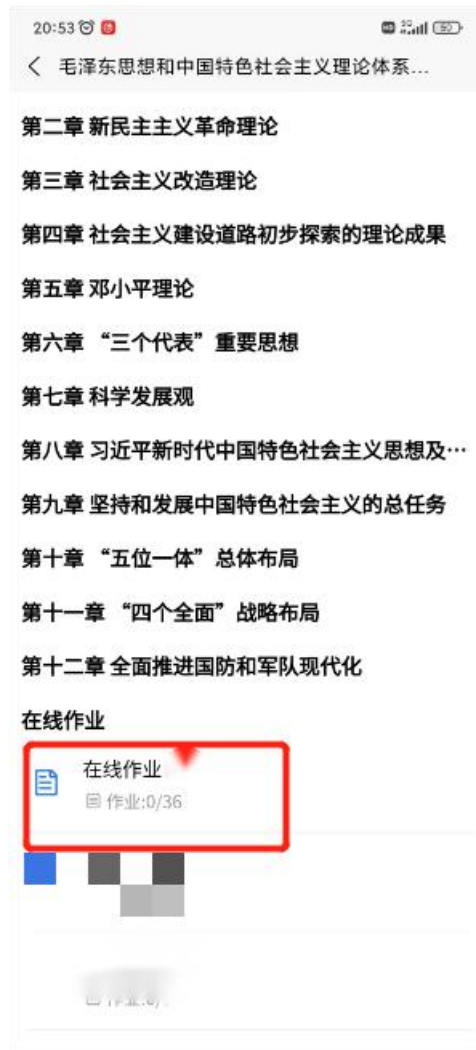 20:53
毛泽东思想和中国特色社会主义理论体系...
第二章 新民主主义革命理论
第三章 社会主义改造理论
第四章 社会主义建设道路初步探索的理论成果
第五章 邓小平理论
第六章 “三个代表”重要思想
第七章 科学发展观
第八章 习近平新时代中国特色社会主义思想及…
第九章 坚持和发展中国特色社会主义的总任务
第十章 “五位一体”总体布局
第十一章 “四个全面”战略布局
第十二章 全面推进国防和军队现代化
在线作业
在线作业
作业:0/36